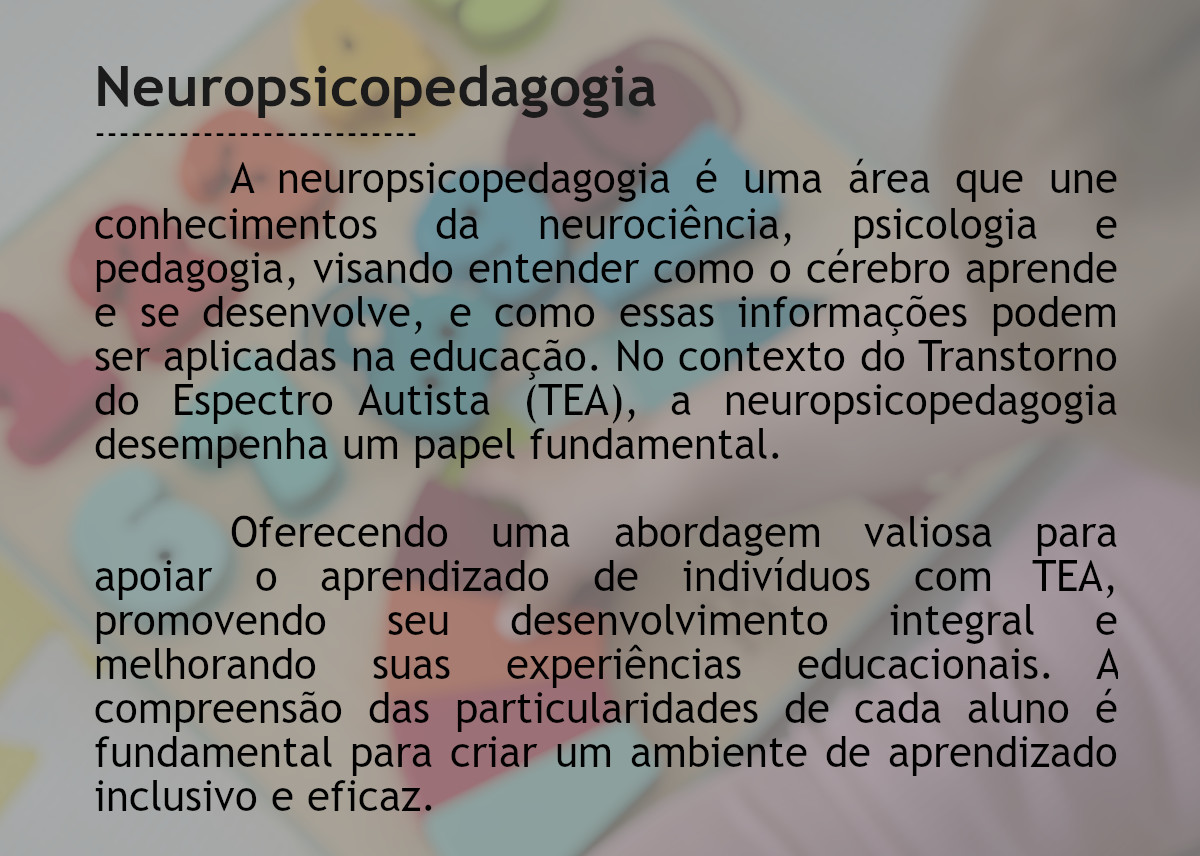 Neuropsicopedagogia
---------------------------
A neuropsicopedagogia é uma área que une
conhecimentos da neurociência, psicologia e
pedagogia, visando entender como o cérebro aprende
e se desenvolve, e como essas informações podem
ser aplicadas na educação. No contexto do Transtorno
do Espectro Autista (TEA), a neuropsicopedagogia
desempenha um papel fundamental.
Oferecendo uma abordagem valiosa para
apoiar o aprendizado de indivíduos com TEA,
promovendo seu desenvolvimento integral e
melhorando suas experiências educacionais. A
compreensão das particularidades de cada aluno é
fundamental para criar um ambiente de aprendizado
inclusivo e eficaz.